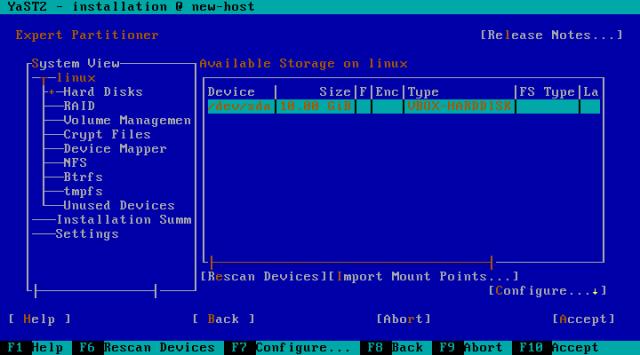 YaST2 - installation @ new-host
Expert Partitioner [Release Notes...]
System View Available Storage on linux
linux
Hard Disks
RAID
Volume Managemen
Crypt Files
Device Mapper
NFS
Btrfs
tmpfs
Unused Devices
Installation Summ
Settings
Device Size F Enc Type FS Type La
/dev/sda 10.00 GiB VBOX-HARDDISK
[Rescan Devices][Import Mount Points...]
[Configure...↓]
[ Help ] [ Back ] [Abort] [Accept]
F1 Help F6 Rescan Devices F7 Configure... F8 Back F9 Abort F10 Accept